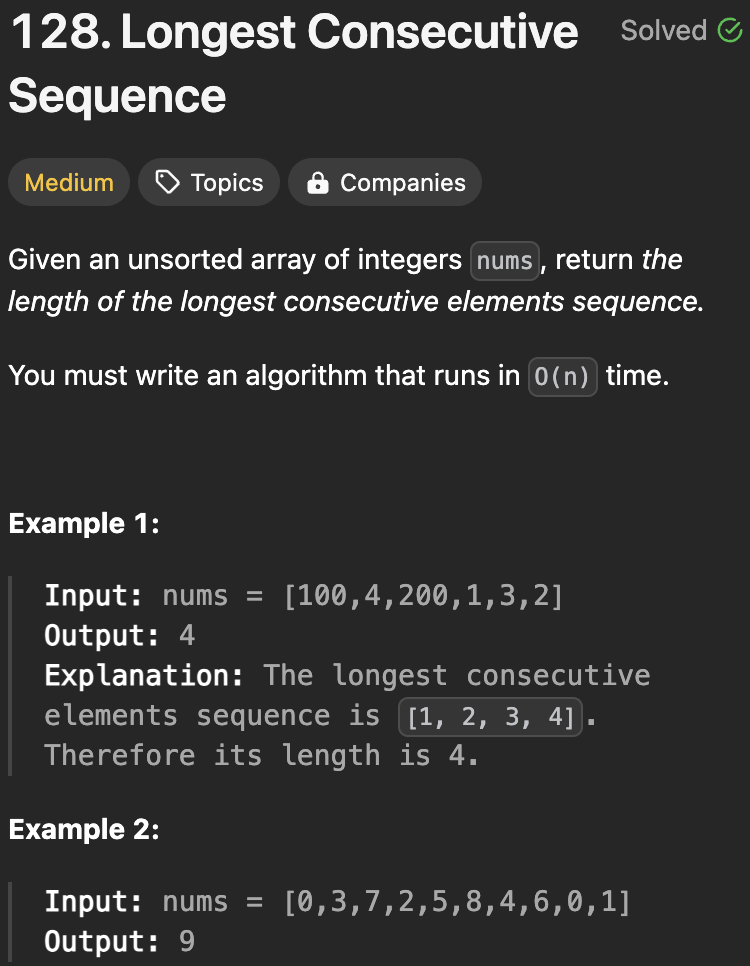 128. Longest Consecutive Solved
Sequence
Medium Topics Companies
Given an unsorted array of integers nums, return the
length of the longest consecutive elements sequence.
You must write an algorithm that runs in O(n) time.
Example 1:
Input: nums = [100,4,200,1,3,2]
Output: 4
Explanation: The longest consecutive
elements sequence is [1, 2, 3, 4].
Therefore its length is 4.
Example 2:
Input: nums = [0,3,7,2,5,8,4,6,0,1]
Output: 9